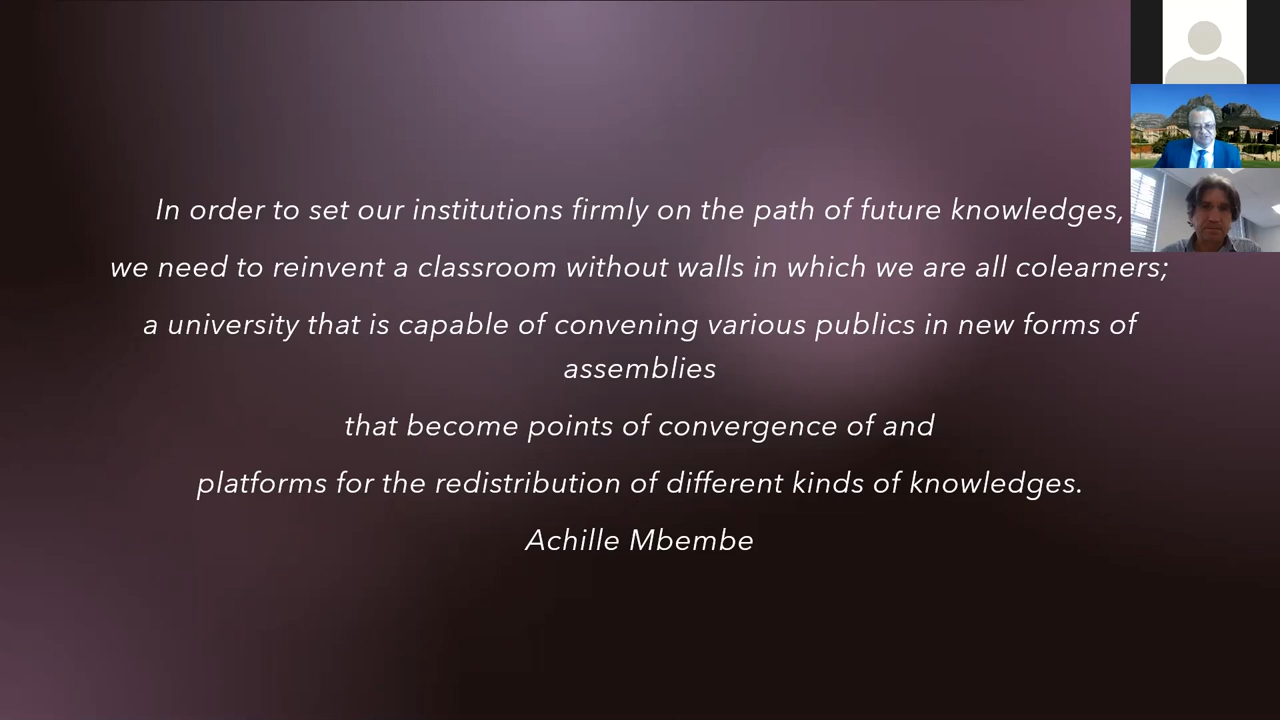 In order to set our institutions firmly on the path of future knowledges,
we need to reinvent a classroom without walls in which we are all colearners;
a university that is capable of convening various publics in new forms of
assemblies
that become points of convergence of and
platforms for the redistribution of different kinds of knowledges.
Achille Mbembe